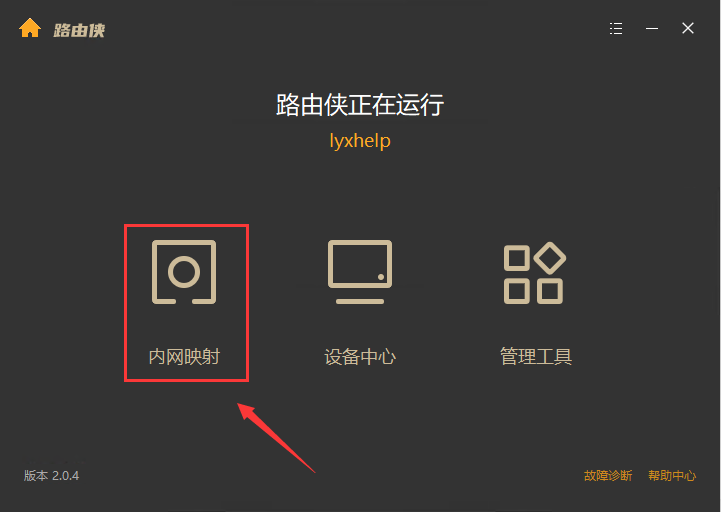 路由侠
路由侠正在运行
lyxhelp
内网映射 设备中心 管理工具
版本 2.0.4 故障诊断 帮助中心